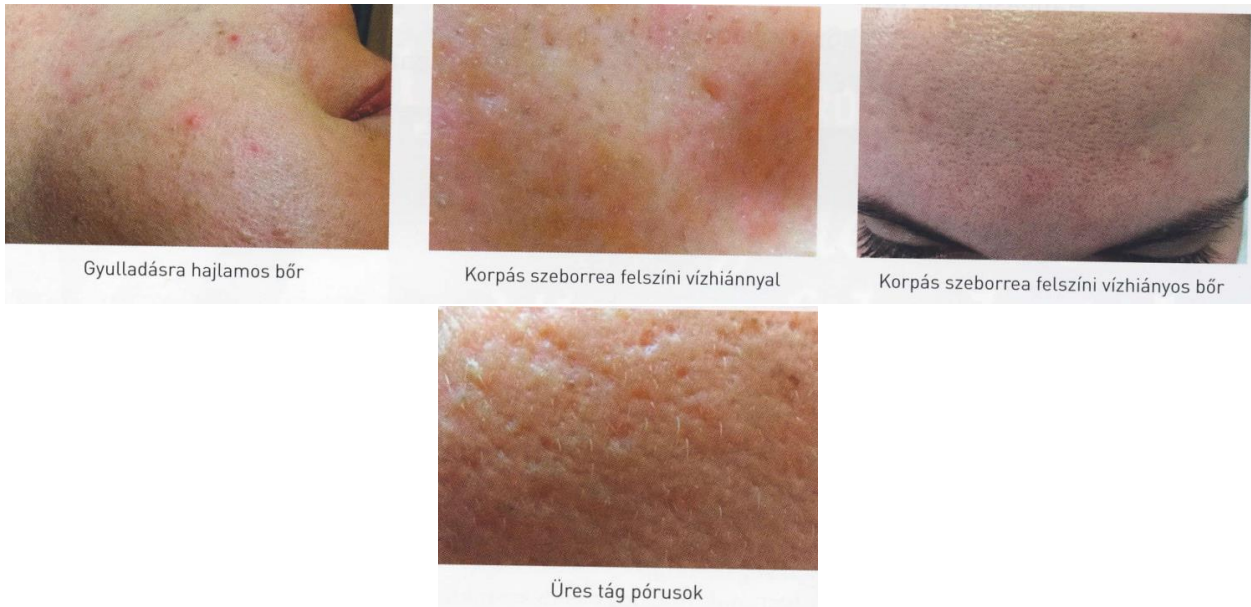 Gyulladásra hajlamos bőr
Korpás szeborrea felszíni vízhiánnyal
Korpás szeborrea felszíni vízhiányos bőr
Üres tág pórusok